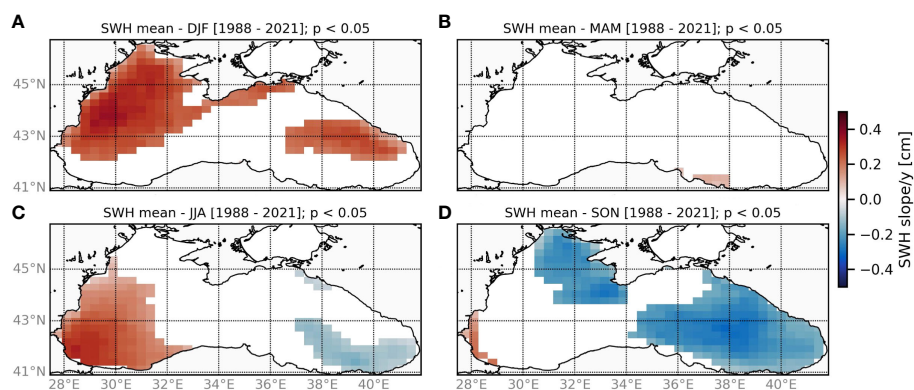 A
SWH mean - DJF [1988 - 2021]; p < 0.05
B
SWH mean - MAM [1988 - 2021]; p < 0.05
45°N
43°N
41°N
C
SWH mean - JJA [1988 - 2021]; p < 0.05
D
SWH mean - SON [1988 - 2021]; p < 0.05
45°N
43°N
41°N
28°E 30°E 32°E 34°E 36°E 38°E 40°E
28°E 30°E 32°E 34°E 36°E 38°E 40°E
0.4
0.2
0.0
−0.2
−0.4
SWH slope/y [cm]